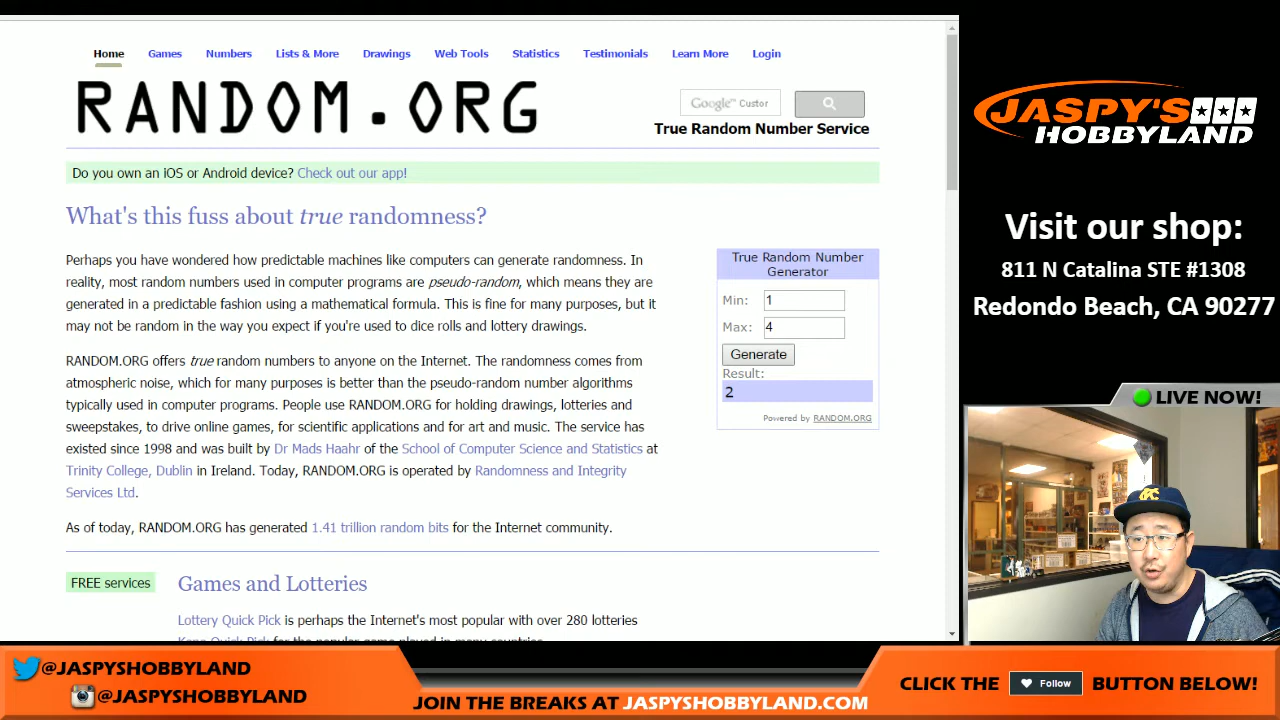 Home Games Numbers Lists & More Drawings Web Tools Statistics Testimonials Learn More Login
RANDOM.ORG
Google™ Custor
True Random Number Service
Do you own an iOS or Android device? Check out our app!
What's this fuss about true randomness?
Perhaps you have wondered how predictable machines like computers can generate randomness. In
reality, most random numbers used in computer programs are pseudo-random, which means they are
generated in a predictable fashion using a mathematical formula. This is fine for many purposes, but it
may not be random in the way you expect if you're used to dice rolls and lottery drawings.
RANDOM.ORG offers true random numbers to anyone on the Internet. The randomness comes from
atmospheric noise, which for many purposes is better than the pseudo-random number algorithms
typically used in computer programs. People use RANDOM.ORG for holding drawings, lotteries and
sweepstakes, to drive online games, for scientific applications and for art and music. The service has
existed since 1998 and was built by Dr Mads Haahr of the School of Computer Science and Statistics at
Trinity College, Dublin in Ireland. Today, RANDOM.ORG is operated by Randomness and Integrity
Services Ltd.
As of today, RANDOM.ORG has generated 1.41 trillion random bits for the Internet community.
True Random Number
Generator
Min: 1
Max: 4
Generate
Result:
2
Powered by RANDOM.ORG
FREE services
Games and Lotteries
Lottery Quick Pick is perhaps the Internet's most popular with over 280 lotteries
Keno Quick Pick for the popular game played in many countries
JASPY'S
HOBBYLAND
Visit our shop:
811 N Catalina STE #1308
Redondo Beach, CA 90277
LIVE NOW!
KC
@JASPYSHOBBYLAND
@JASPYSHOBBYLAND
JOIN THE BREAKS AT JASPYSHOBBYLAND.COM
CLICK THE Follow BUTTON BELOW!